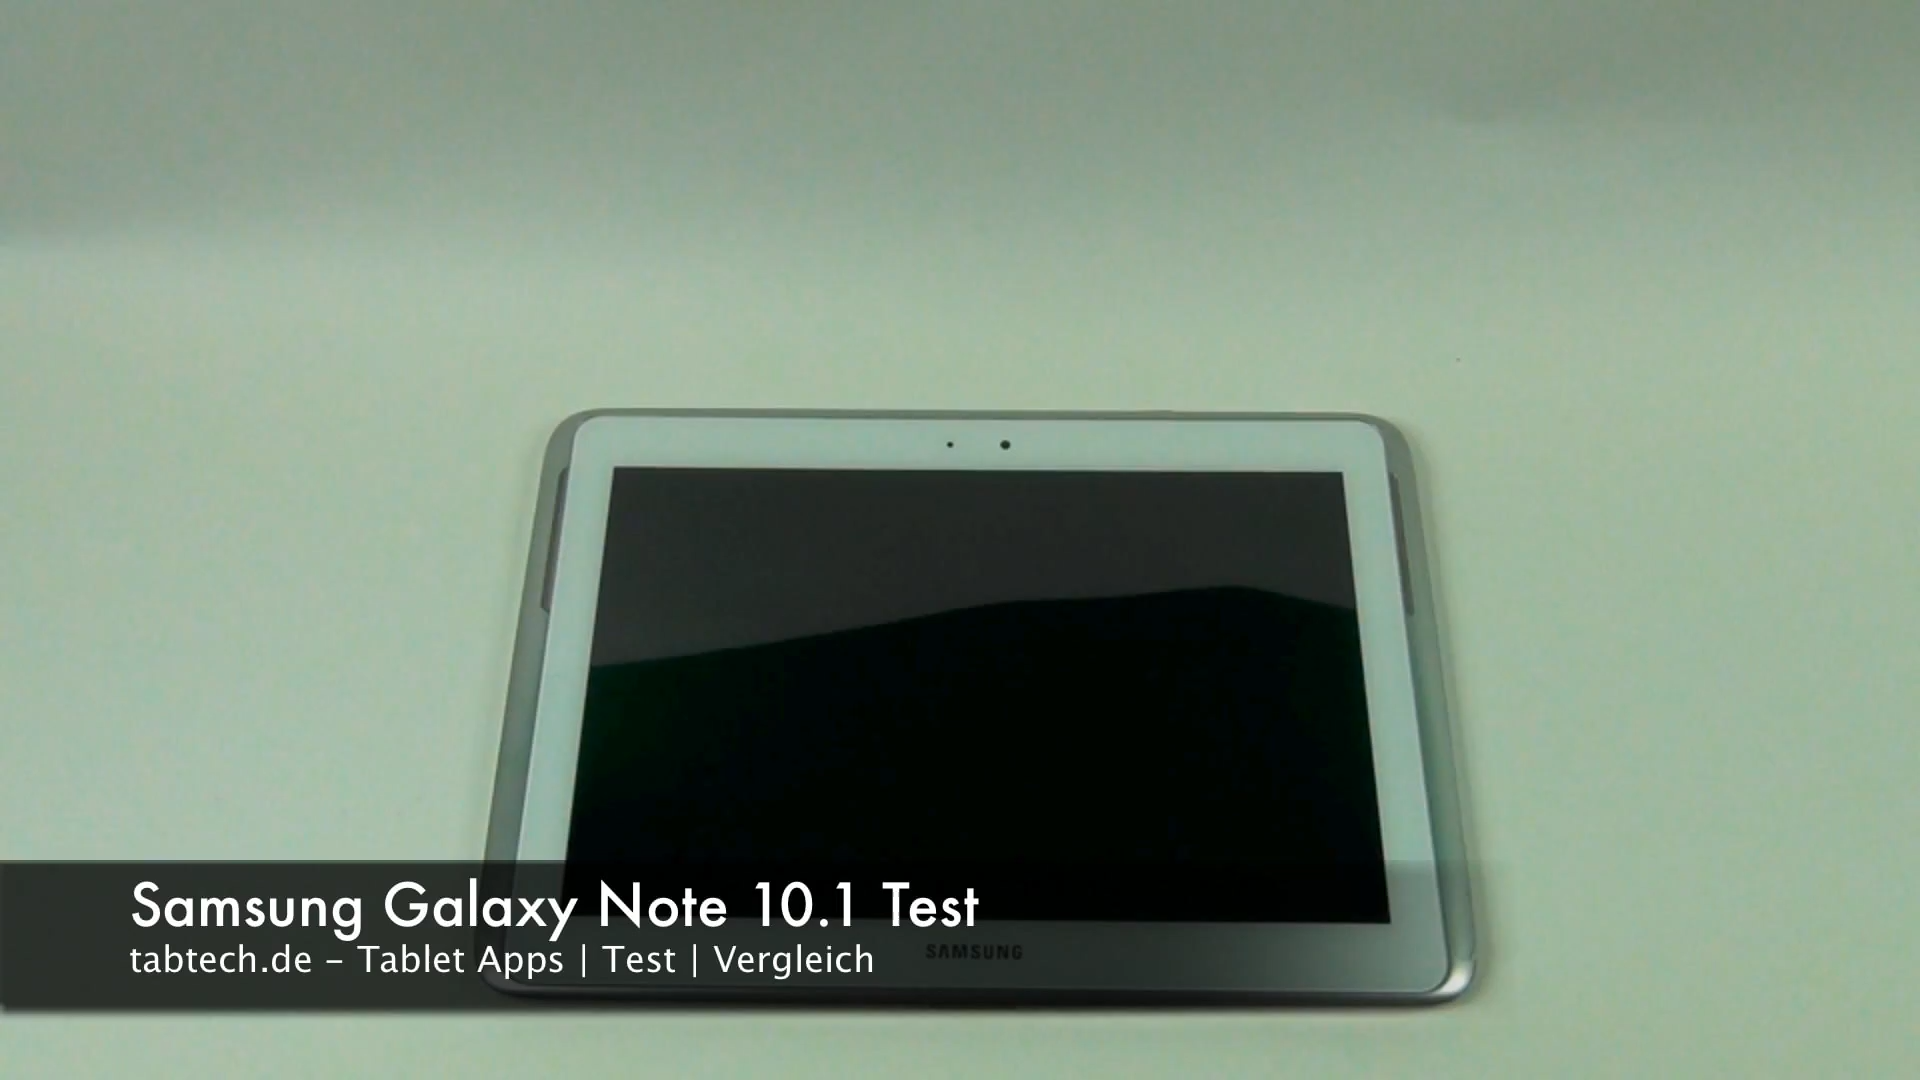 Samsung Galaxy Note 10.1 Test
tabtech.de – Tablet Apps | Test | Vergleich
SAMSUNG